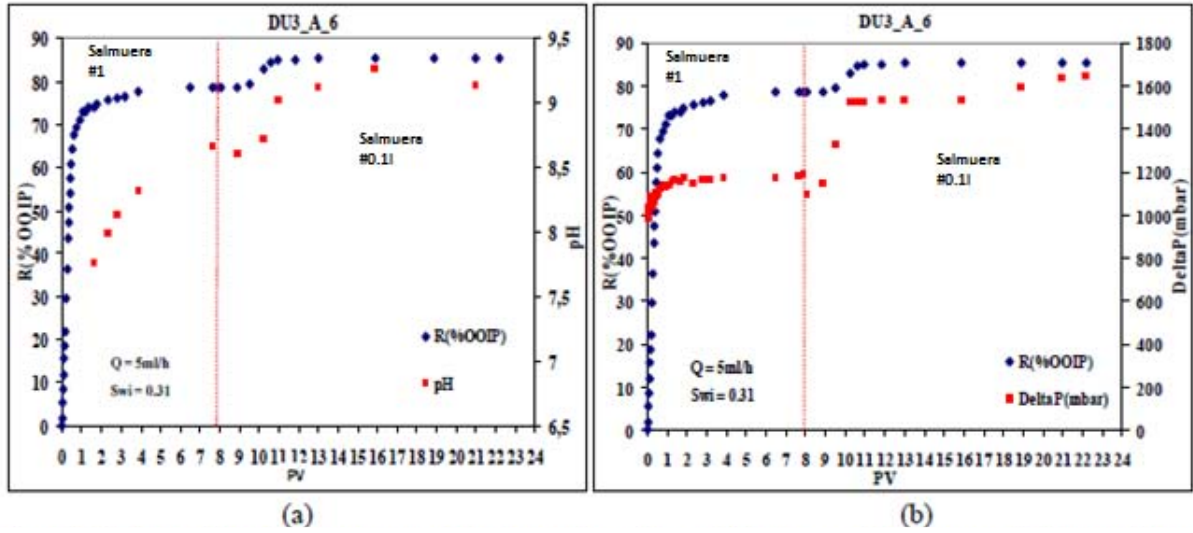 DU3_A_6
(a)
Salmuera
#1
Salmuera
#0.1l
R(%OOIP)
pH
90
80
70
60
50
40
30
20
10
0
9,5
9
8,5
8
7,5
7
6,5
R(%OOIP)
pH
Q = 5ml/h
Swi = 0.31
0 1 2 3 4 5 6 7 8 9 10 11 12 13 14 15 16 17 18 19 20 21 22 23 24
PV
(a)
DU3_A_6
(b)
Salmuera
#1
Salmuera
#0.1l
R(%OOIP)
DeltaP(mbar)
90
80
70
60
50
40
30
20
10
0
1800
1600
1400
1200
1000
800
600
400
200
0
R(%OOIP)
DeltaP(mbar)
Q = 5ml/h
Swi = 0.31
0 1 2 3 4 5 6 7 8 9 10 11 12 13 14 15 16 17 18 19 20 21 22 23 24
PV
(b)